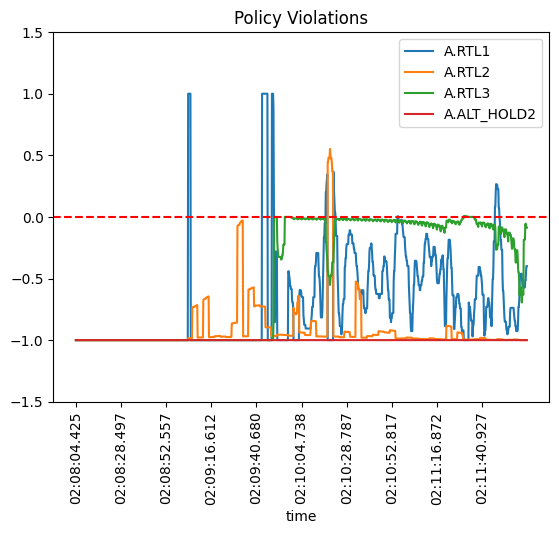 Policy Violations
1.5
1.0
0.5
0.0
−0.5
−1.0
−1.5
A.RTL1
A.RTL2
A.RTL3
A.ALT_HOLD2
02:08:04.425
02:08:28.497
02:08:52.557
02:09:16.612
02:09:40.680
02:10:04.738
02:10:28.787
02:10:52.817
02:11:16.872
02:11:40.927
time